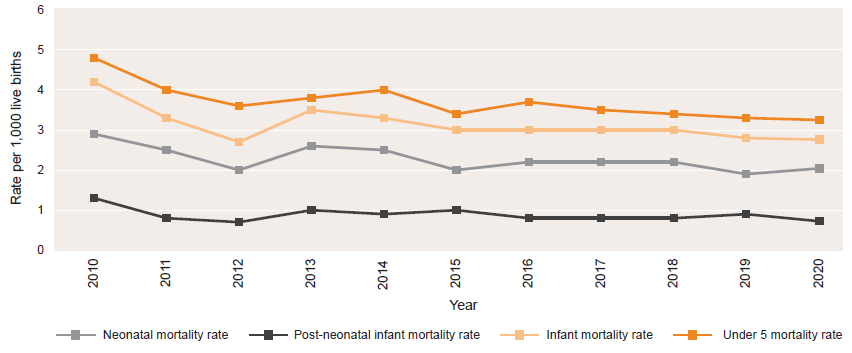 Rate per 1,000 live births
6
5
4
3
2
1
0
2010 2011 2012 2013 2014 2015 2016 2017 2018 2019 2020
Year
Neonatal mortality rate Post-neonatal infant mortality rate Infant mortality rate Under 5 mortality rate